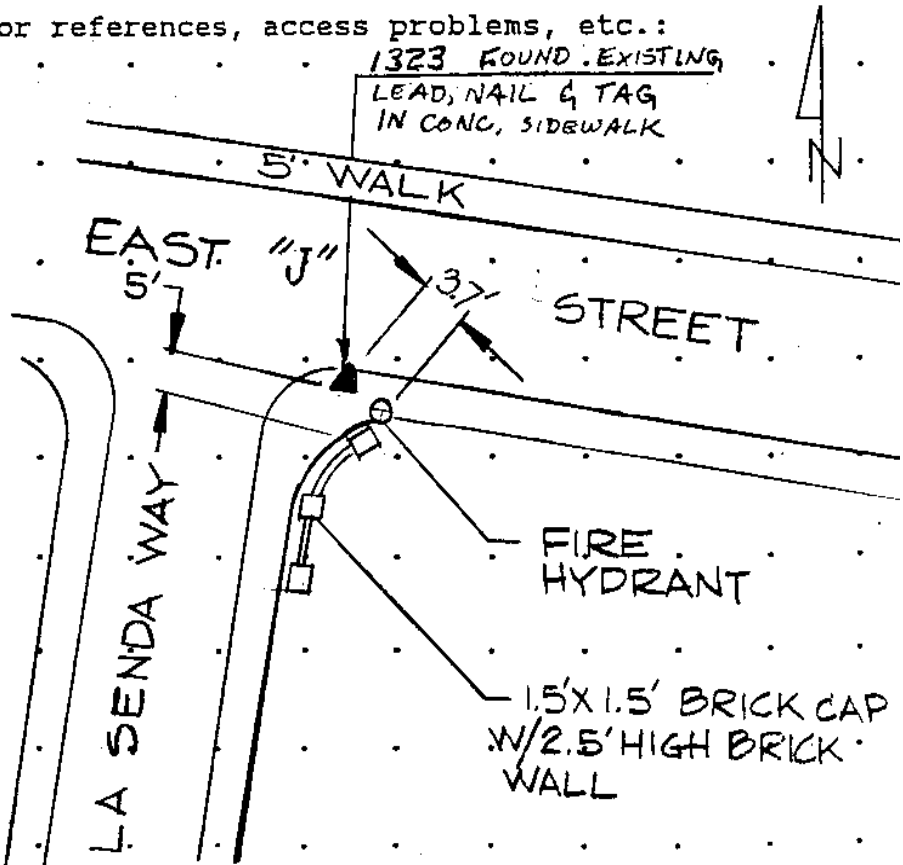 or references, access problems, etc.:
1323 FOUND EXISTING
LEAD, NAIL & TAG
IN CONC. SIDEWALK
N
5' WALK
EAST "J" STREET
5'
3.7'
FIRE
HYDRANT
LA SENDA WAY
1.5'X1.5' BRICK CAP
W/2.5' HIGH BRICK
WALL